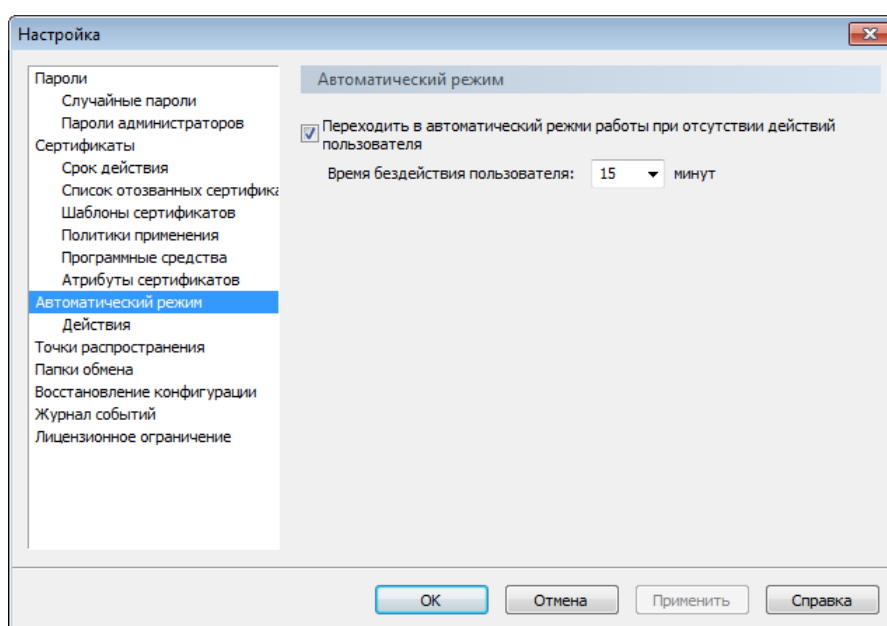 Настройка
Пароли
Случайные пароли
Пароли администраторов
Сертификаты
Срок действия
Список отозванных сертифика
Шаблоны сертификатов
Политики применения
Программные средства
Атрибуты сертификатов
Автоматический режим
Действия
Точки распространения
Папки обмена
Восстановление конфигурации
Журнал событий
Лицензионное ограничение
Автоматический режим
Переходить в автоматический режми работы при отсутствии действий
пользователя
Время бездействия пользователя: 15 минут
OK Отмена Применить Справка